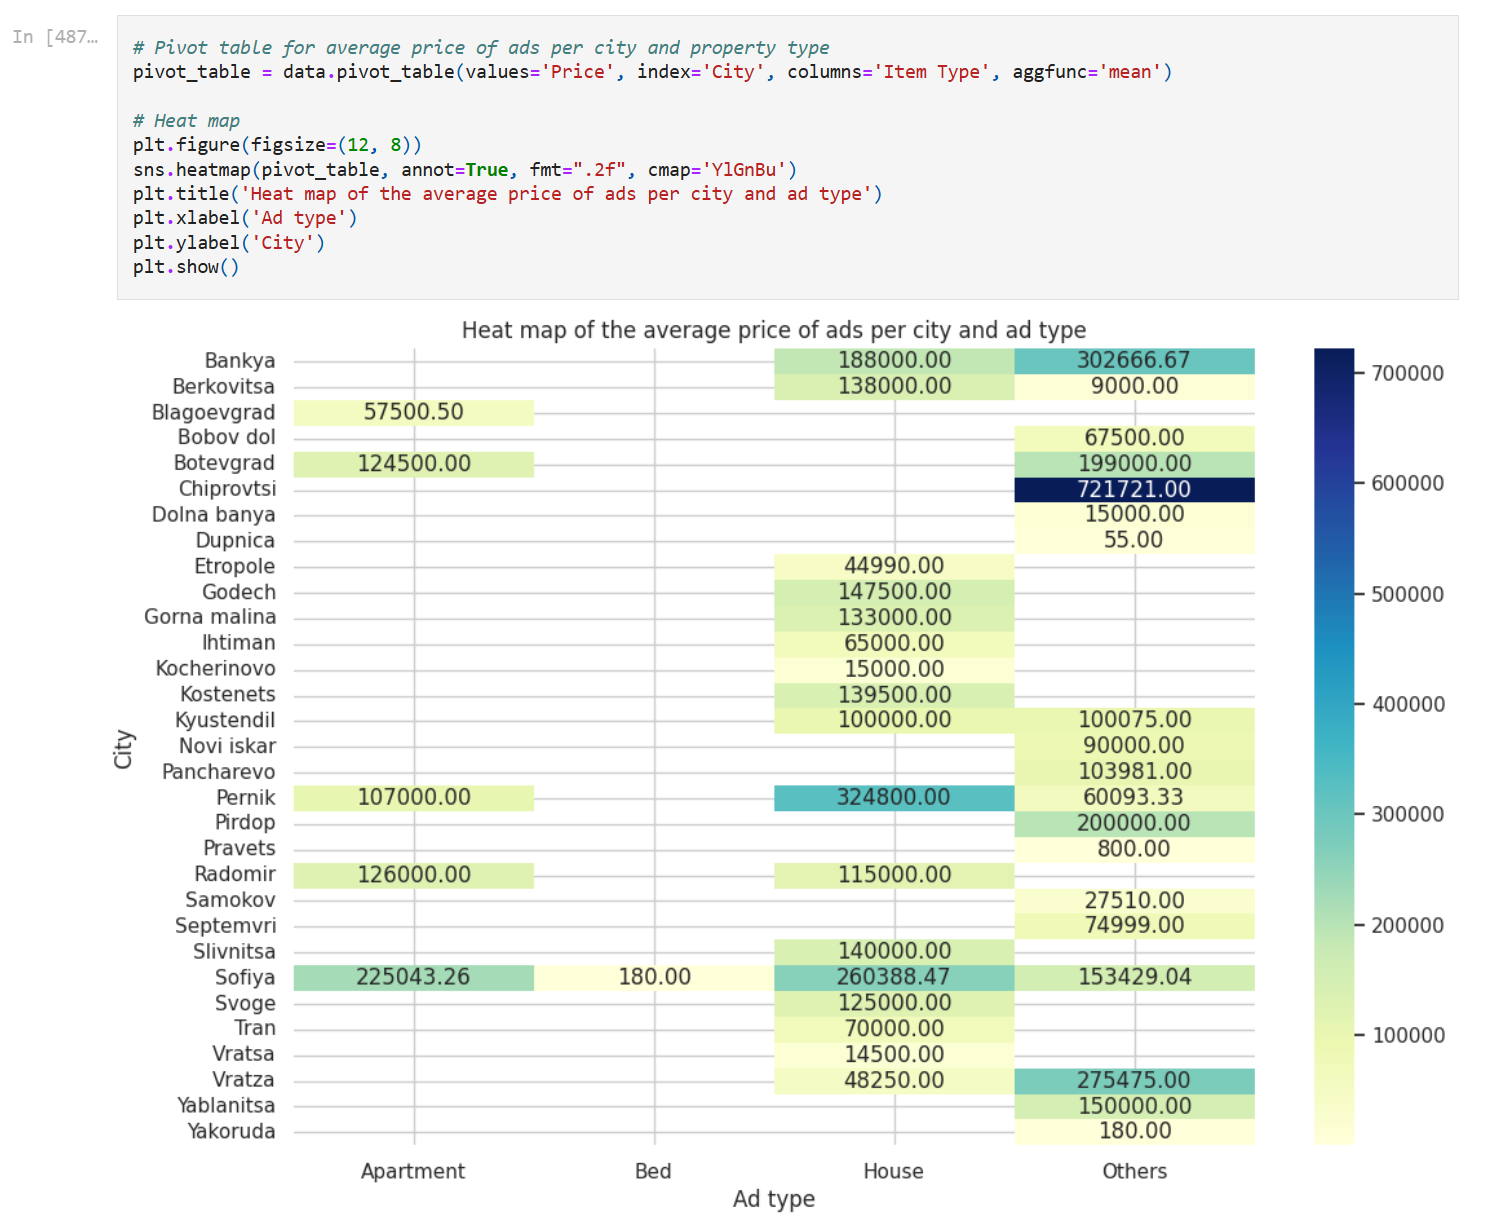 In [487…
# Pivot table for average price of ads per city and property type
pivot_table = data.pivot_table(values='Price', index='City', columns='Item Type', aggfunc='mean')
# Heat map
plt.figure(figsize=(12, 8))
sns.heatmap(pivot_table, annot=True, fmt=".2f", cmap='YlGnBu')
plt.title('Heat map of the average price of ads per city and ad type')
plt.xlabel('Ad type')
plt.ylabel('City')
plt.show()
Heat map of the average price of ads per city and ad type
Bankya 188000.00 302666.67
Berkovitsa 138000.00 9000.00
Blagoevgrad 57500.50
Bobov dol 67500.00
Botevgrad 124500.00 199000.00
Chiprovtsi 721721.00
Dolna banya 15000.00
Dupnica 55.00
Etropole 44990.00
Godech 147500.00
Gorna malina 133000.00
Ihtiman 65000.00
Kocherinovo 15000.00
Kostenets 139500.00
Kyustendil 100000.00 100075.00
Novi iskar 90000.00
Pancharevo 103981.00
Pernik 107000.00 324800.00 60093.33
Pirdop 200000.00
Pravets 800.00
Radomir 126000.00 115000.00
Samokov 27510.00
Septemvri 74999.00
Slivnitsa 140000.00
Sofiya 225043.26 180.00 260388.47 153429.04
Svoge 125000.00
Tran 70000.00
Vratsa 14500.00
Vratza 48250.00 275475.00
Yablanitsa 150000.00
Yakoruda 180.00
City
Apartment Bed House Others
Ad type
700000
600000
500000
400000
300000
200000
100000